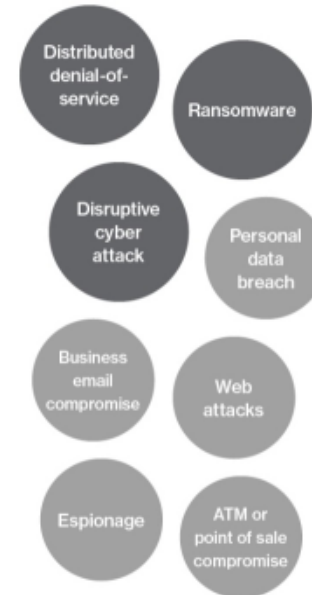 Distributed
denial-of-
service
Ransomware
Disruptive
cyber
attack
Personal
data
breach
Business
email
compromise
Web
attacks
Espionage
ATM or
point of sale
compromise